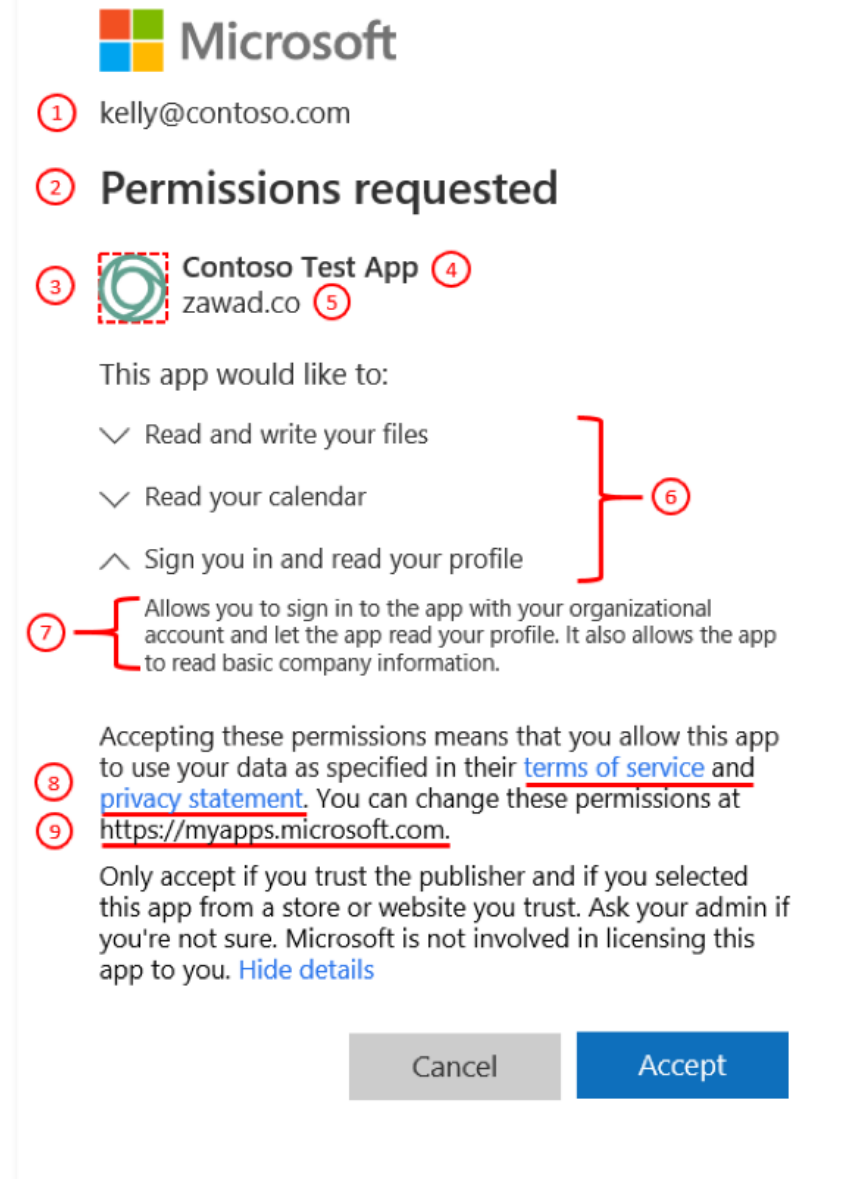 Microsoft
1 kelly@contoso.com
2 Permissions requested
3
Contoso Test App 4
zawad.co 5
This app would like to:
Read and write your files
Read your calendar
6
Sign you in and read your profile
Allows you to sign in to the app with your organizational
7 account and let the app read your profile. It also allows the app
to read basic company information.
Accepting these permissions means that you allow this app
to use your data as specified in their terms of service and
8 privacy statement. You can change these permissions at
9 https://myapps.microsoft.com.
Only accept if you trust the publisher and if you selected
this app from a store or website you trust. Ask your admin if
you're not sure. Microsoft is not involved in licensing this
app to you. Hide details
Cancel Accept